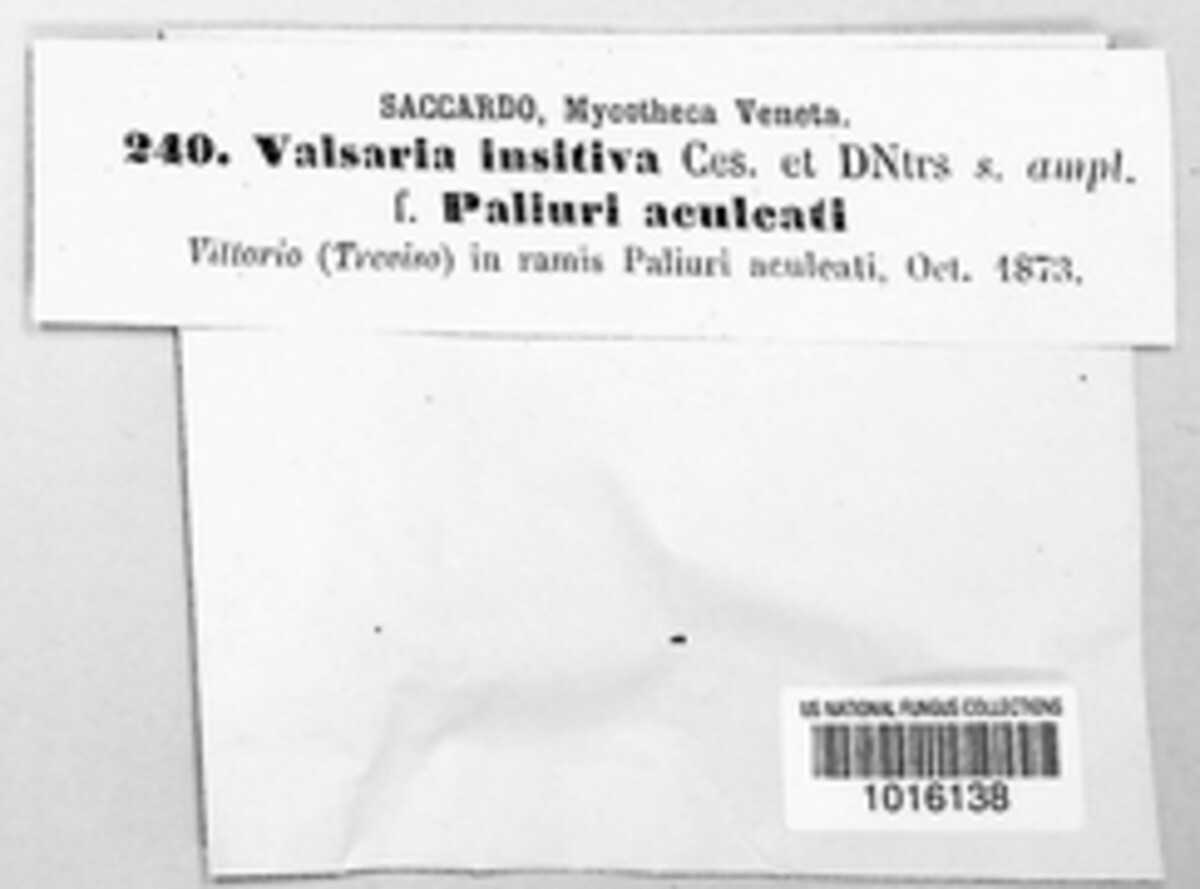 SACCARDO, Mycotheca Veneta.
240. Valsaria insitiva Ces. et DNtrs s. ampl.
f. Paliuri aculeati
Vittorio (Treviso) in ramis Paliuri aculeati, Oct. 1873.
US NATIONAL FUNGUS COLLECTIONS
1016138